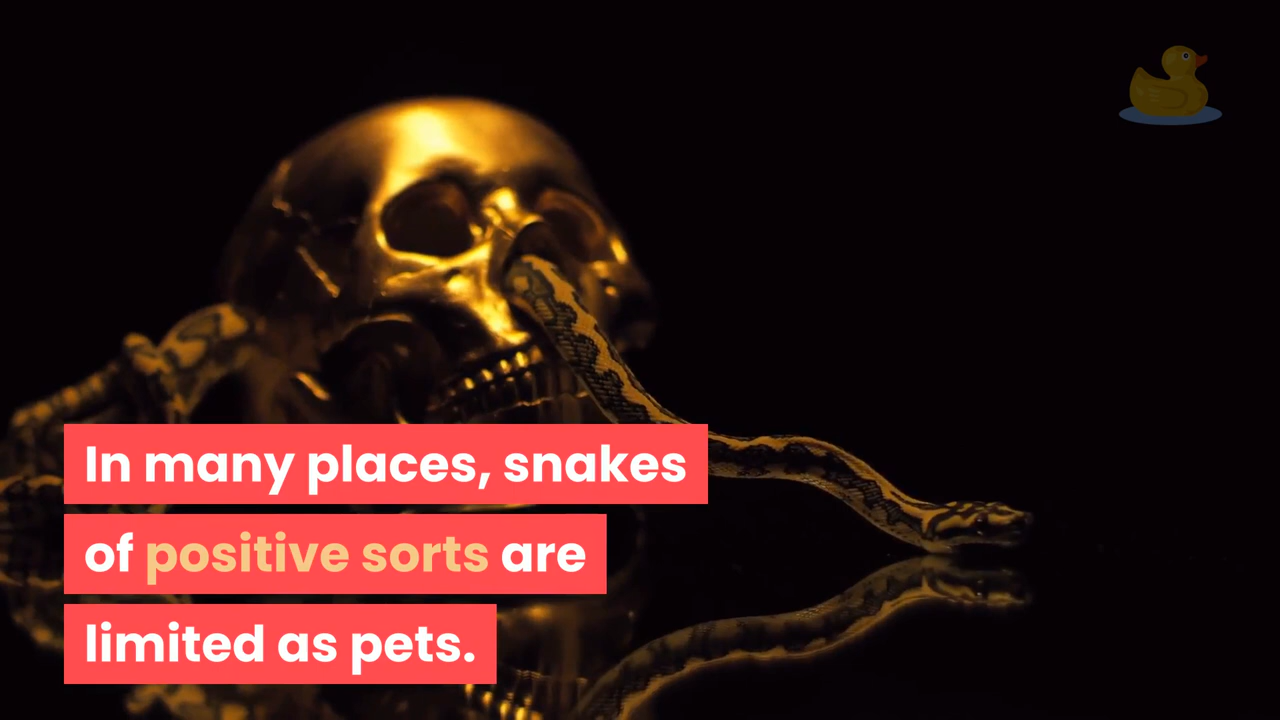 In many places, snakes
of positive sorts are
limited as pets.